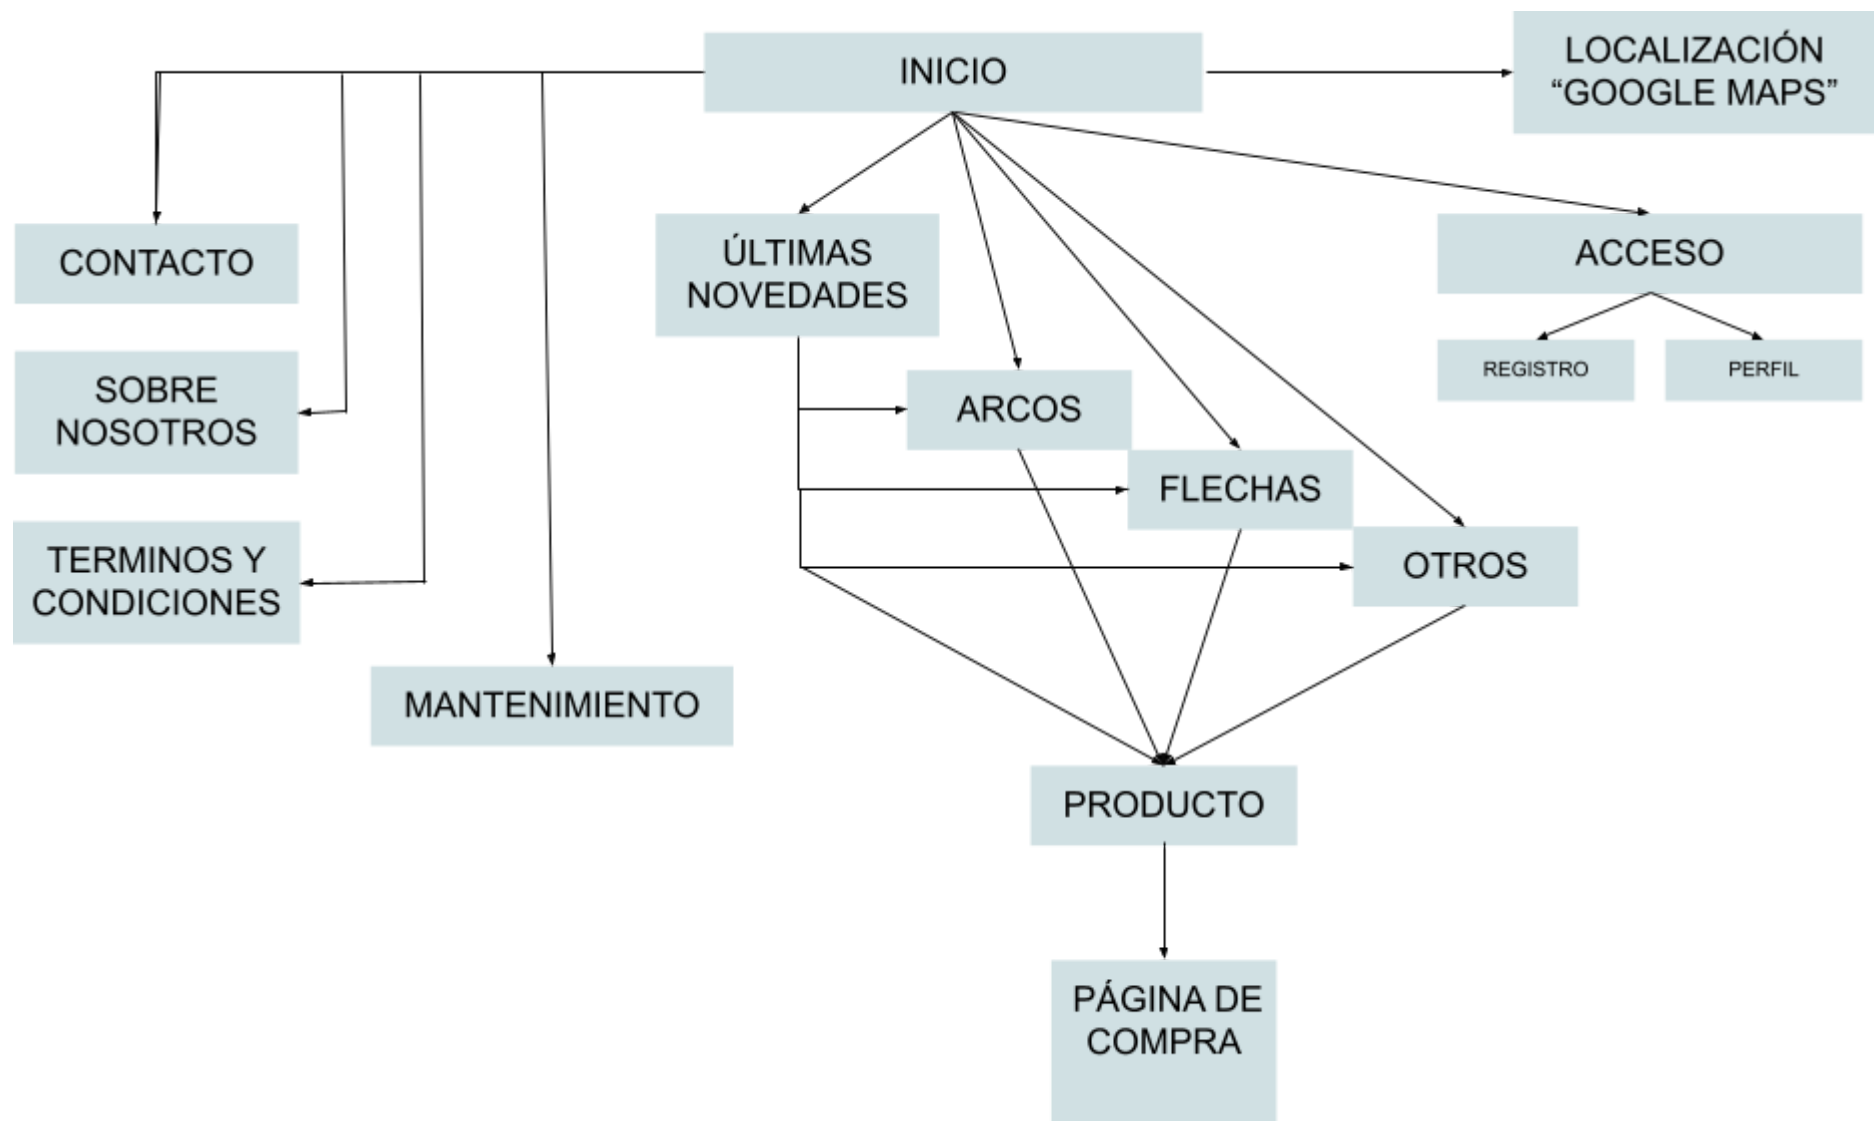 INICIO
LOCALIZACIÓN
“GOOGLE MAPS”
CONTACTO
ÚLTIMAS
NOVEDADES
ACCESO
SOBRE
NOSOTROS
ARCOS
REGISTRO
PERFIL
FLECHAS
TERMINOS Y
CONDICIONES
OTROS
MANTENIMIENTO
PRODUCTO
PÁGINA DE
COMPRA